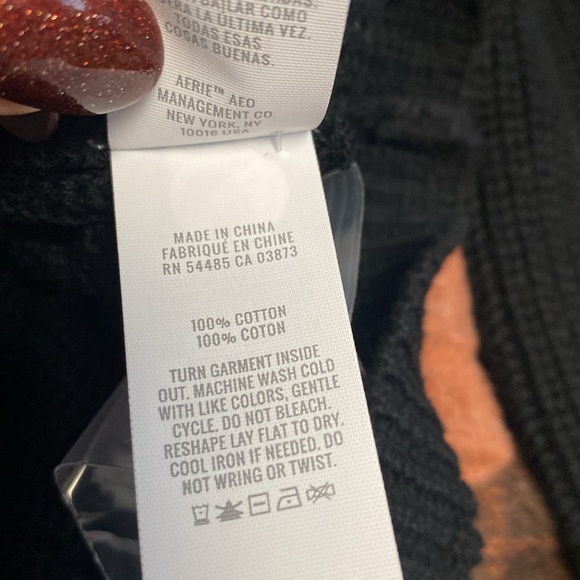 BAILAR COMO
RA LA ÚLTIMA VEZ.
TODAS ESAS
COSAS BUENAS.
AERIE™ AEO
MANAGEMENT CO.
NEW YORK, NY
10016 USA
MADE IN CHINA
FABRIQUÉ EN CHINE
RN 54485 CA 03873
100% COTTON
100% COTON
TURN GARMENT INSIDE
OUT. MACHINE WASH COLD
WITH LIKE COLORS, GENTLE
CYCLE. DO NOT BLEACH.
RESHAPE LAY FLAT TO DRY.
COOL IRON IF NEEDED. DO
NOT WRING OR TWIST.